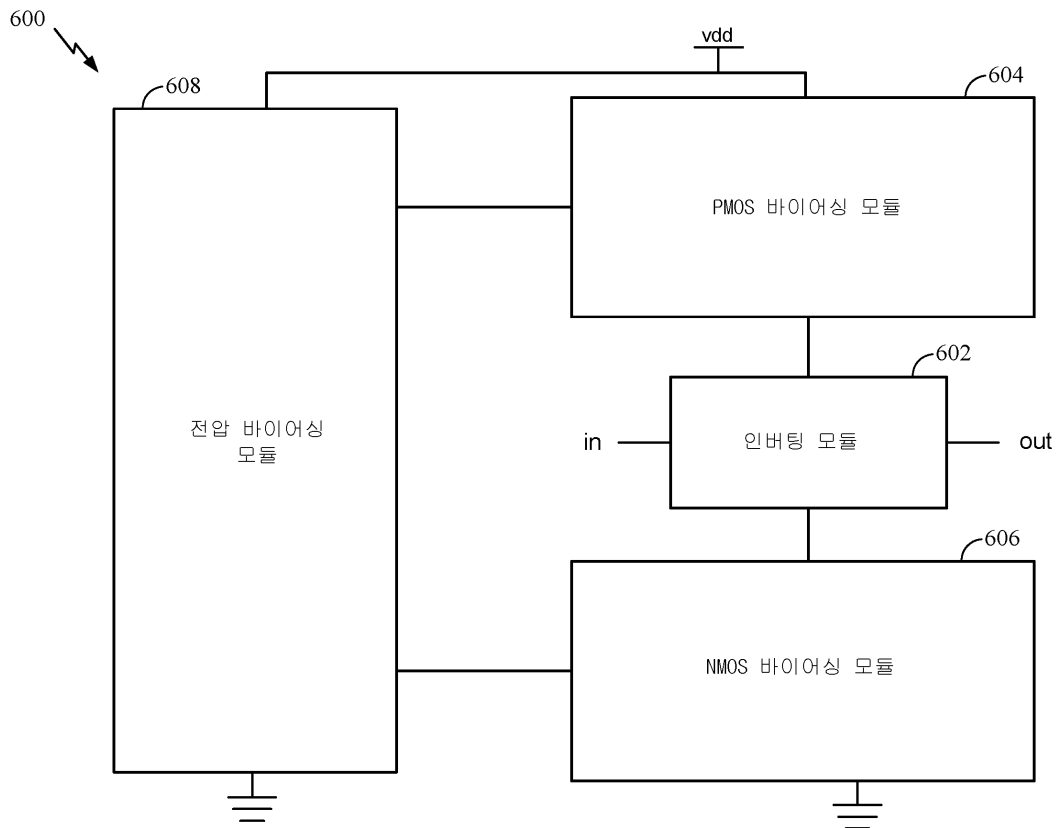 600
vdd
608
604
PMOS 바이어싱 모듈
602
전압 바이어싱
모듈
in
인버팅 모듈
out
606
NMOS 바이어싱 모듈